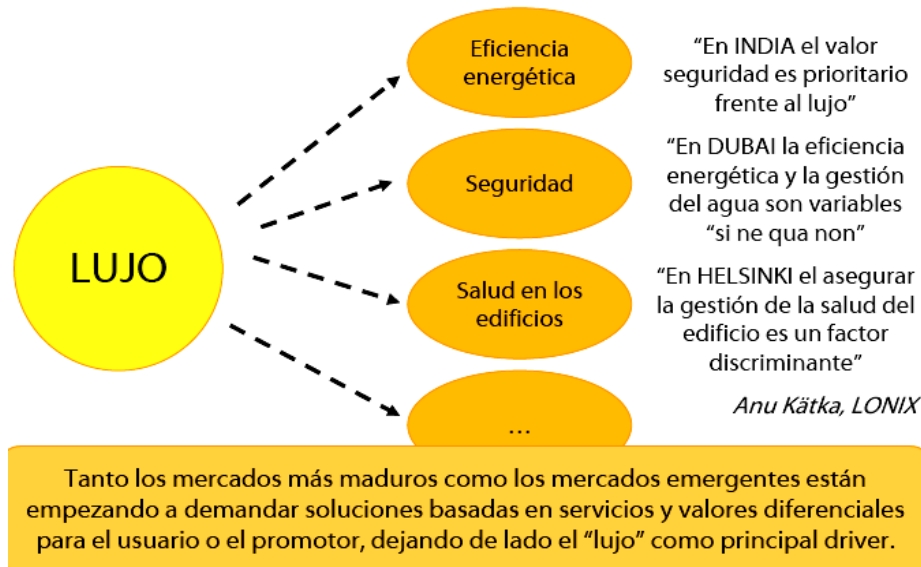 LUJO
Eficiencia
energética
Seguridad
Salud en los
edificios
...
“En INDIA el valor
seguridad es prioritario
frente al lujo”
“En DUBAI la eficiencia
energética y la gestión
del agua son variables
“si ne qua non”
“En HELSINKI el asegurar
la gestión de la salud del
edificio es un factor
discriminante”
Anu Kätka, LONIX
Tanto los mercados más maduros como los mercados emergentes están
empezando a demandar soluciones basadas en servicios y valores diferenciales
para el usuario o el promotor, dejando de lado el “lujo” como principal driver.